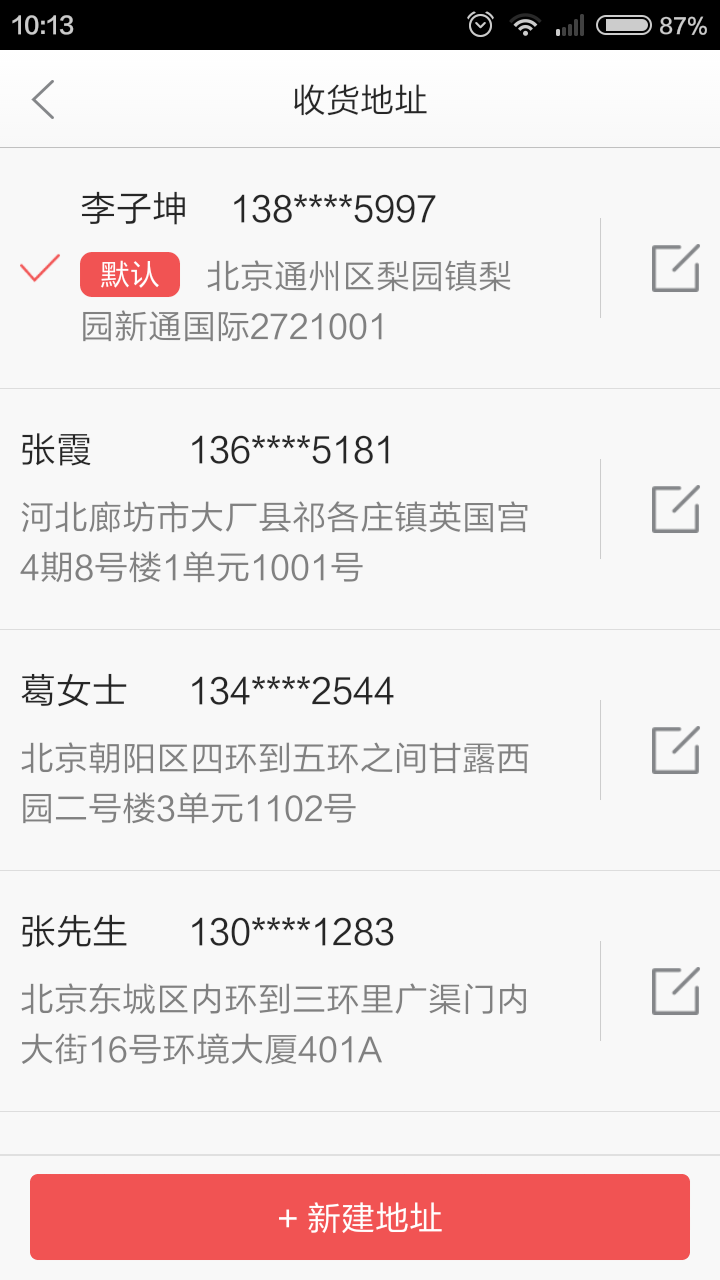 10:13 87%
收货地址
李子坤 138****5997
默认 北京通州区梨园镇梨
园新通国际2721001
张霞 136****5181
河北廊坊市大厂县祁各庄镇英国宫
4期8号楼1单元1001号
葛女士 134****2544
北京朝阳区四环到五环之间甘露西
园二号楼3单元1102号
张先生 130****1283
北京东城区内环到三环里广渠门内
大街16号环境大厦401A
+ 新建地址